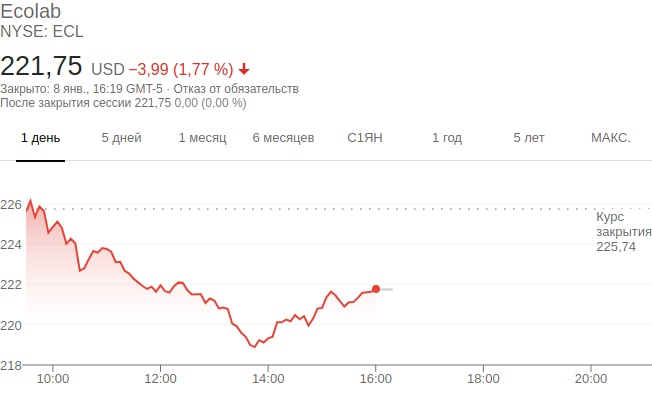 Ecolab
NYSE: ECL
221,75 USD −3,99 (1,77 %)
Закрыто: 8 янв., 16:19 GMT-5 · Отказ от обязательств
После закрытия сессии 221,75 0,00 (0,00 %)
1 день 5 дней 1 месяц 6 месяцев С1ЯН 1 год 5 лет МАКС.
226
Курс
закрытия
225,74
224
222
220
218
10:00 12:00 14:00 16:00 18:00 20:00